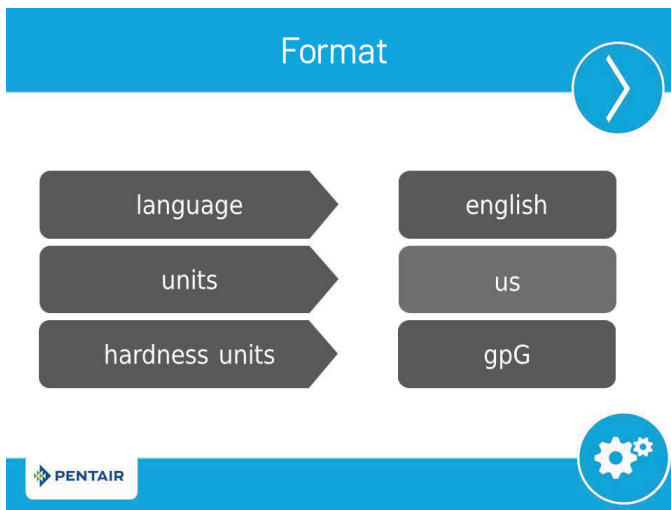 Format
language english
units us
hardness units gpG
PENTAIR